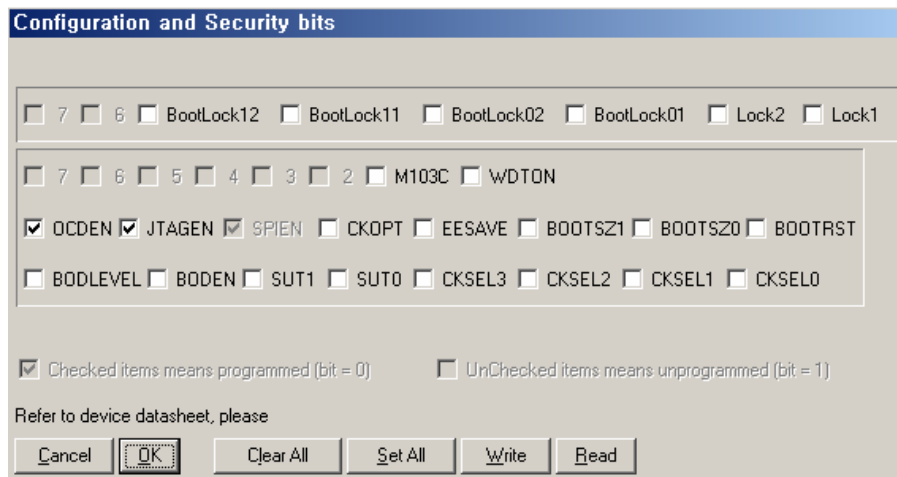 Configuration and Security bits
7 6 BootLock12 BootLock11 BootLock02 BootLock01 Lock2 Lock1
7 6 5 4 3 2 M103C WDTON
OCDEN JTAGEN SPIEN CKOPT EESAVE BOOTSZ1 BOOTSZ0 BOOTRST
BODLEVEL BODEN SUT1 SUT0 CKSEL3 CKSEL2 CKSEL1 CKSEL0
Checked items means programmed (bit = 0) UnChecked items means unprogrammed (bit = 1)
Refer to device datasheet, please
Cancel OK Clear All Set All Write Read